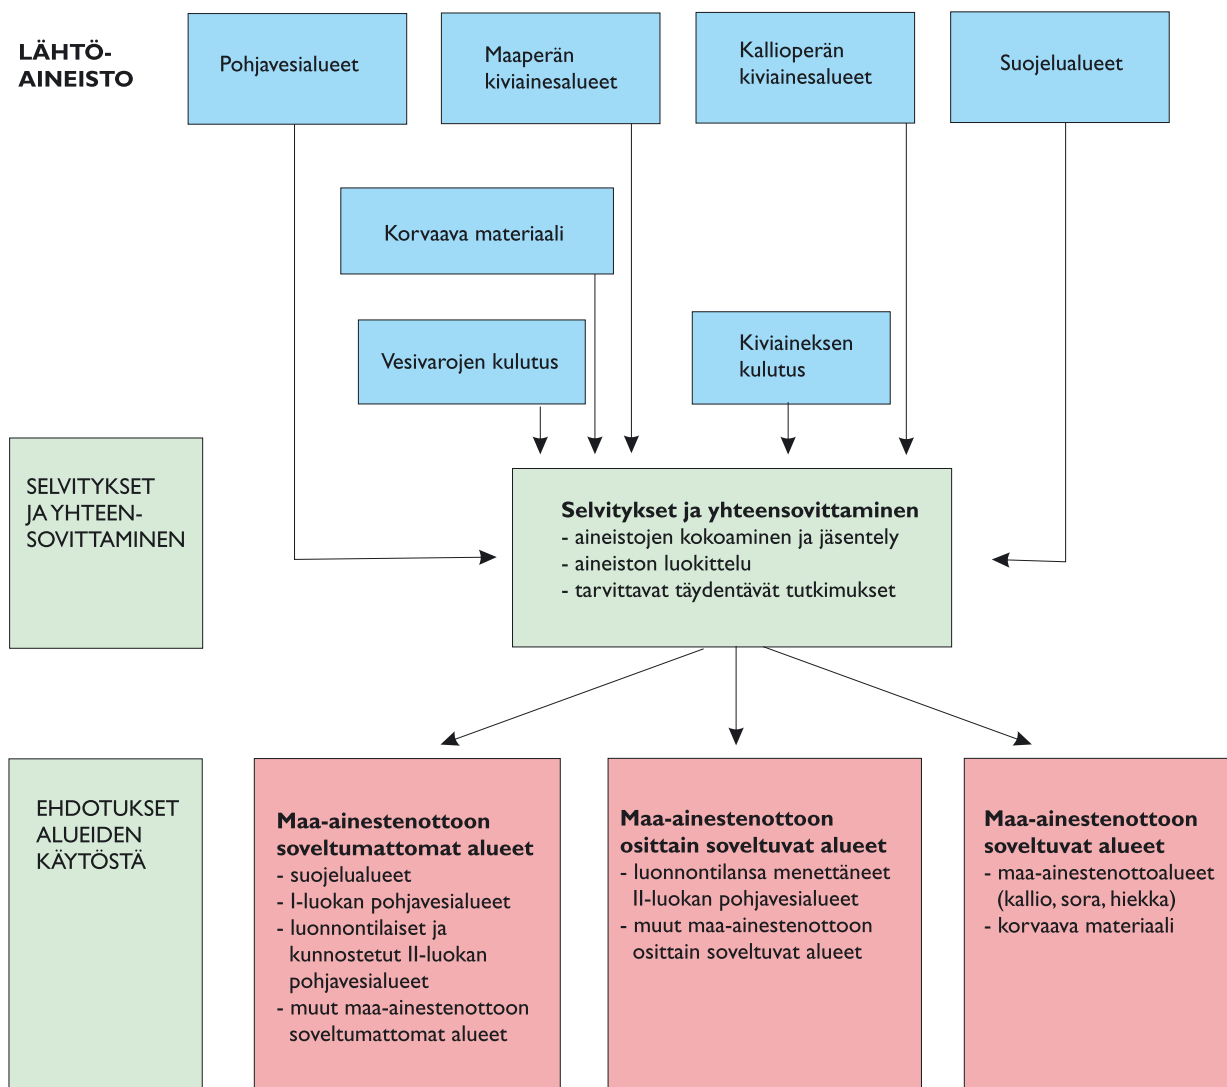 LÄHTÖ-
AINEISTO
Pohjavesialueet
Maaperän
kiviainesalueet
Kallioperän
kiviainesalueet
Suojelualueet
Korvaava materiaali
Vesivarojen kulutus
Kiviaineksen
kulutus
SELVITYKSET
JA YHTEEN-
SOVITTAMINEN
Selvitykset ja yhteensovittaminen
- aineistojen kokoaminen ja jäsentely
- aineiston luokittelu
- tarvittavat täydentävät tutkimukset
EHDOTUKSET
ALUEIDEN
KÄYTÖSTÄ
Maa-ainestenottoon
soveltumattomat alueet
- suojelualueet
- I-luokan pohjavesialueet
- luonnontilaiset ja
kunnostetut II-luokan
pohjavesialueet
- muut maa-ainestenottoon
soveltumattomat alueet
Maa-ainestenottoon
osittain soveltuvat alueet
- luonnontilansa menettäneet
II-luokan pohjavesialueet
- muut maa-ainestenottoon
osittain soveltuvat alueet
Maa-ainestenottoon
soveltuvat alueet
- maa-ainestenottoalueet
(kallio, sora, hiekka)
- korvaava materiaali